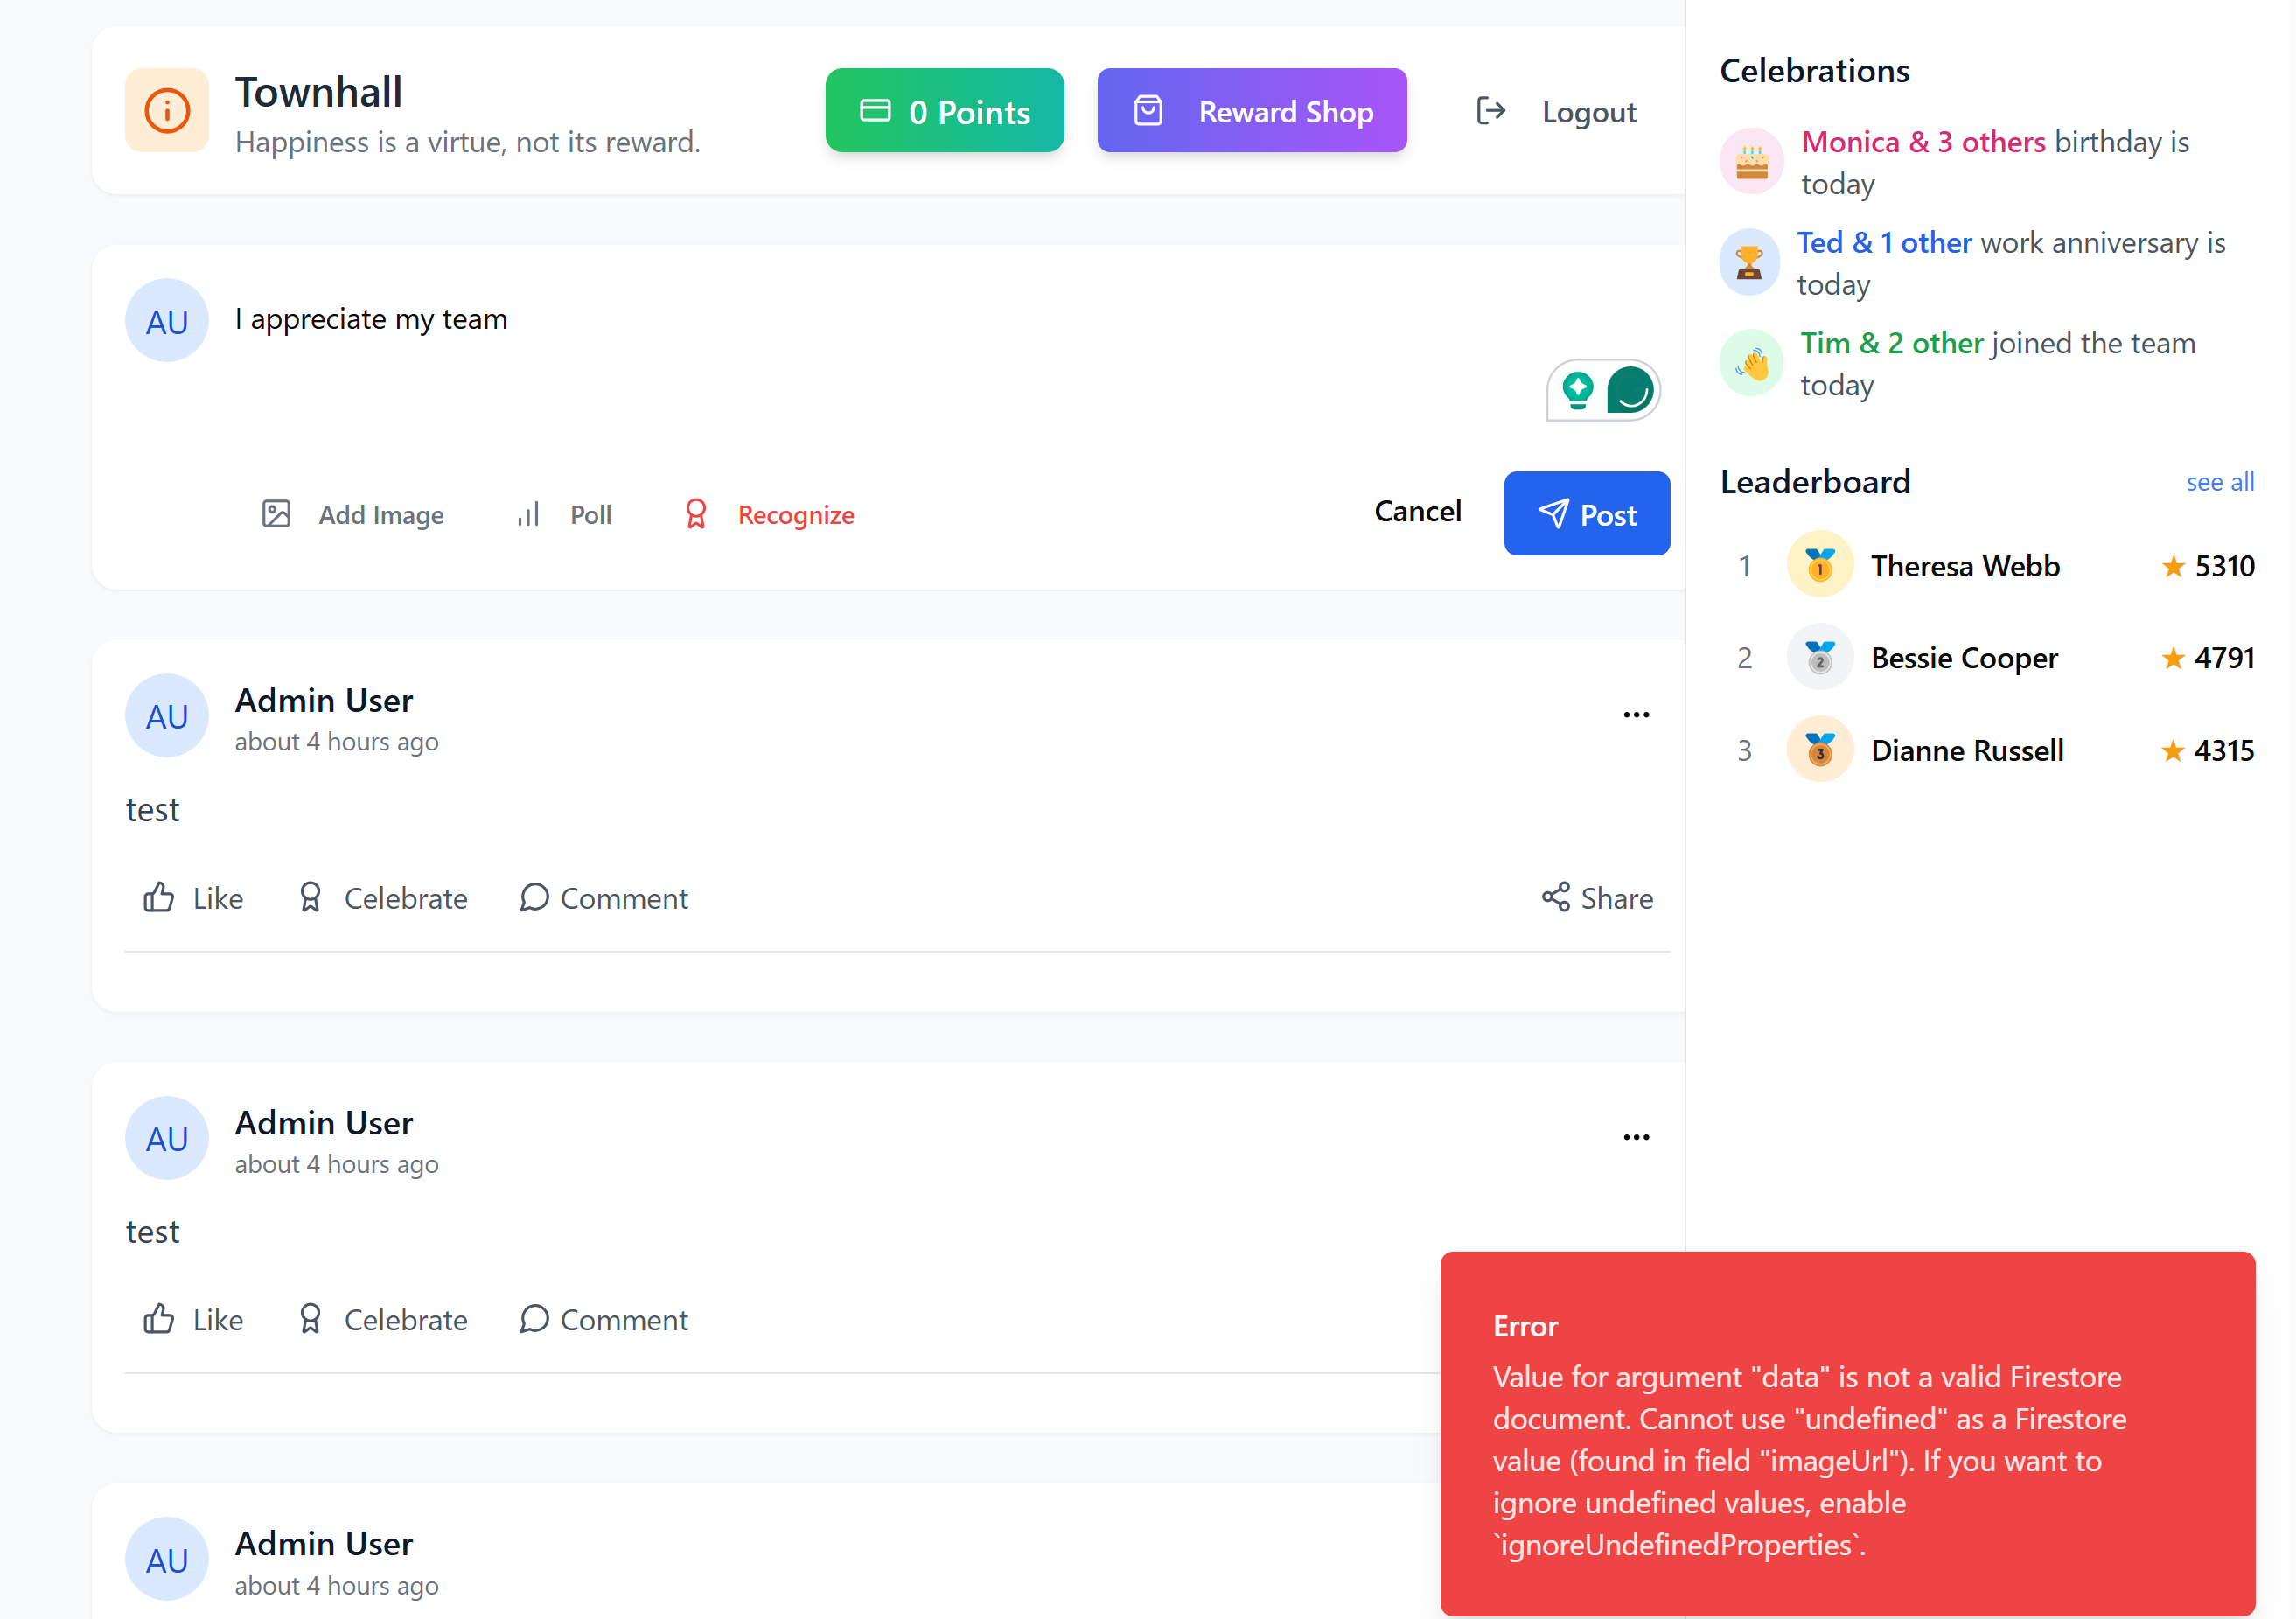 Townhall
Happiness is a virtue, not its reward.
0 Points
Reward Shop
Logout
AU
I appreciate my team
Add Image
Poll
Recognize
Cancel
Post
AU
Admin User
about 4 hours ago
test
Like
Celebrate
Comment
Share
AU
Admin User
about 4 hours ago
test
Like
Celebrate
Comment
AU
Admin User
about 4 hours ago
Celebrations
Monica & 3 others birthday is
today
Ted & 1 other work anniversary is
today
Tim & 2 other joined the team
today
Leaderboard
see all
1 1 Theresa Webb ★ 5310
2 2 Bessie Cooper ★ 4791
3 3 Dianne Russell ★ 4315
Error
Value for argument "data" is not a valid Firestore
document. Cannot use "undefined" as a Firestore
value (found in field "imageUrl"). If you want to
ignore undefined values, enable
`ignoreUndefinedProperties`.